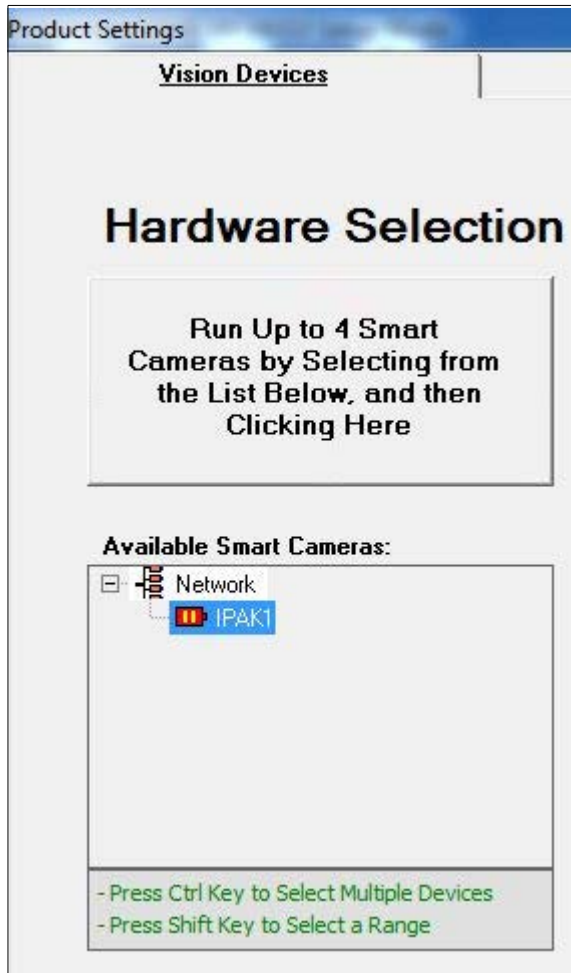 Product Settings
Vision Devices
Hardware Selection
Run Up to 4 Smart
Cameras by Selecting from
the List Below, and then
Clicking Here
Available Smart Cameras:
Network
IPAK1
- Press Ctrl Key to Select Multiple Devices
- Press Shift Key to Select a Range